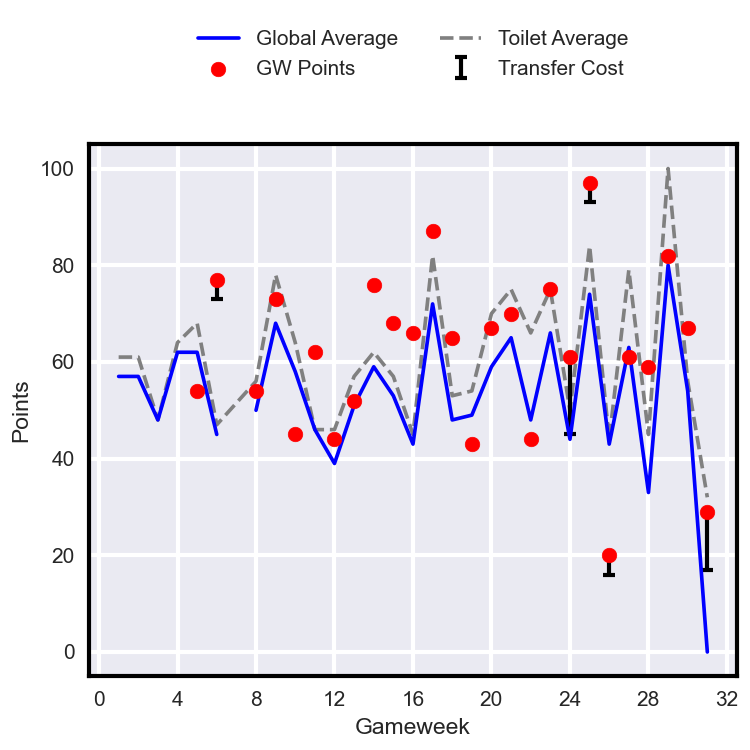 Global Average
Toilet Average
GW Points
Transfer Cost
100
80
60
40
20
0
Points
0 4 8 12 16 20 24 28 32
Gameweek